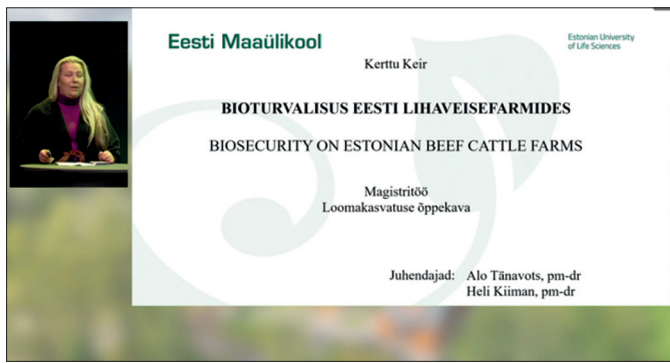 Eesti Maaülikool
Estonian University
of Life Sciences
Kerttu Keir
BIOTURVALISUS EESTI LIHAVEISEFARMIDES
BIOSECURITY ON ESTONIAN BEEF CATTLE FARMS
Magistritöö
Loomakasvatuse õppekava
Juhendajad: Alo Tänavots, pm-dr
Heli Kiiman, pm-dr